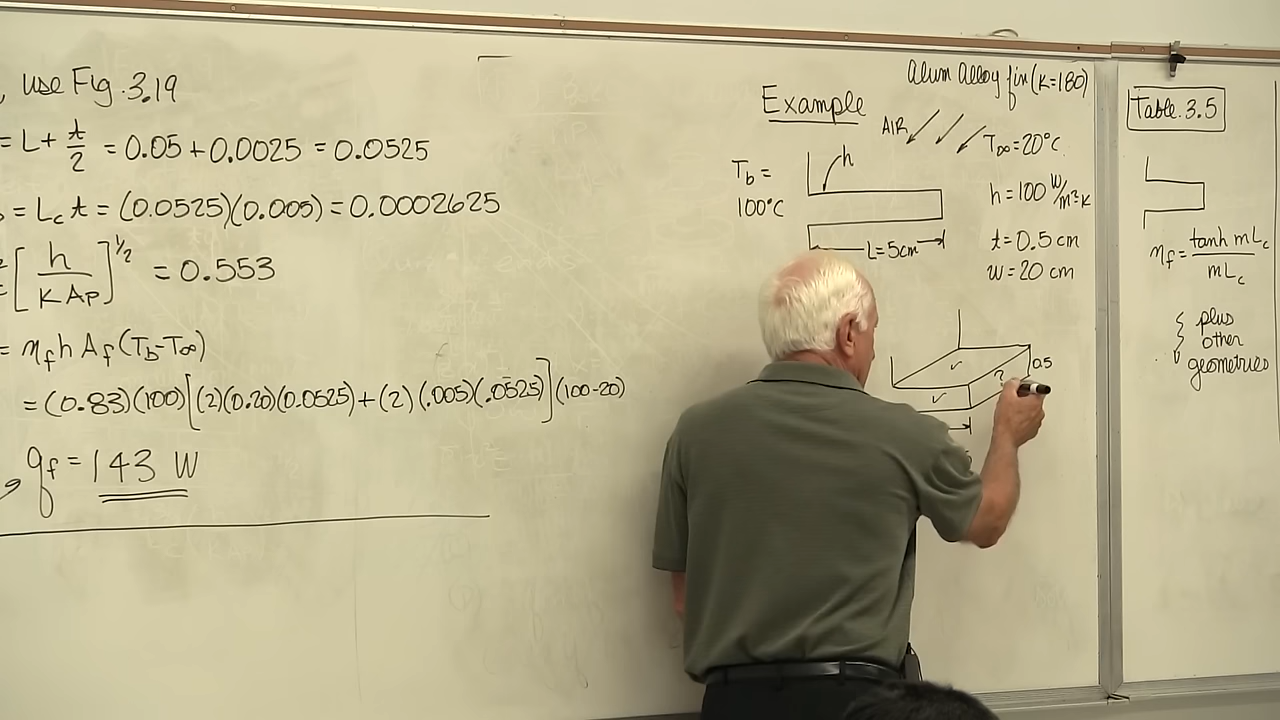 , use Fig. 3.19
= L + t/2 = 0.05 + 0.0025 = 0.0525
= Lc t = (0.0525)(0.005) = 0.0002625
= [h / K Ap]^1/2 = 0.553
= ηf h Af (Tb - T∞)
= (0.83)(100)[(2)(0.20)(0.0525) + (2)(.005)(.0525)](100-20)
qf = 143 W
Alum Alloy fin (K=180)
Example
AIR
T∞ = 20°C
h
Tb =
100°C
h = 100 W/m²K
L = 5cm
t = 0.5 cm
w = 20 cm
0.5
Table 3.5
ηf = tanh mLc / mLc
plus
other
geometries